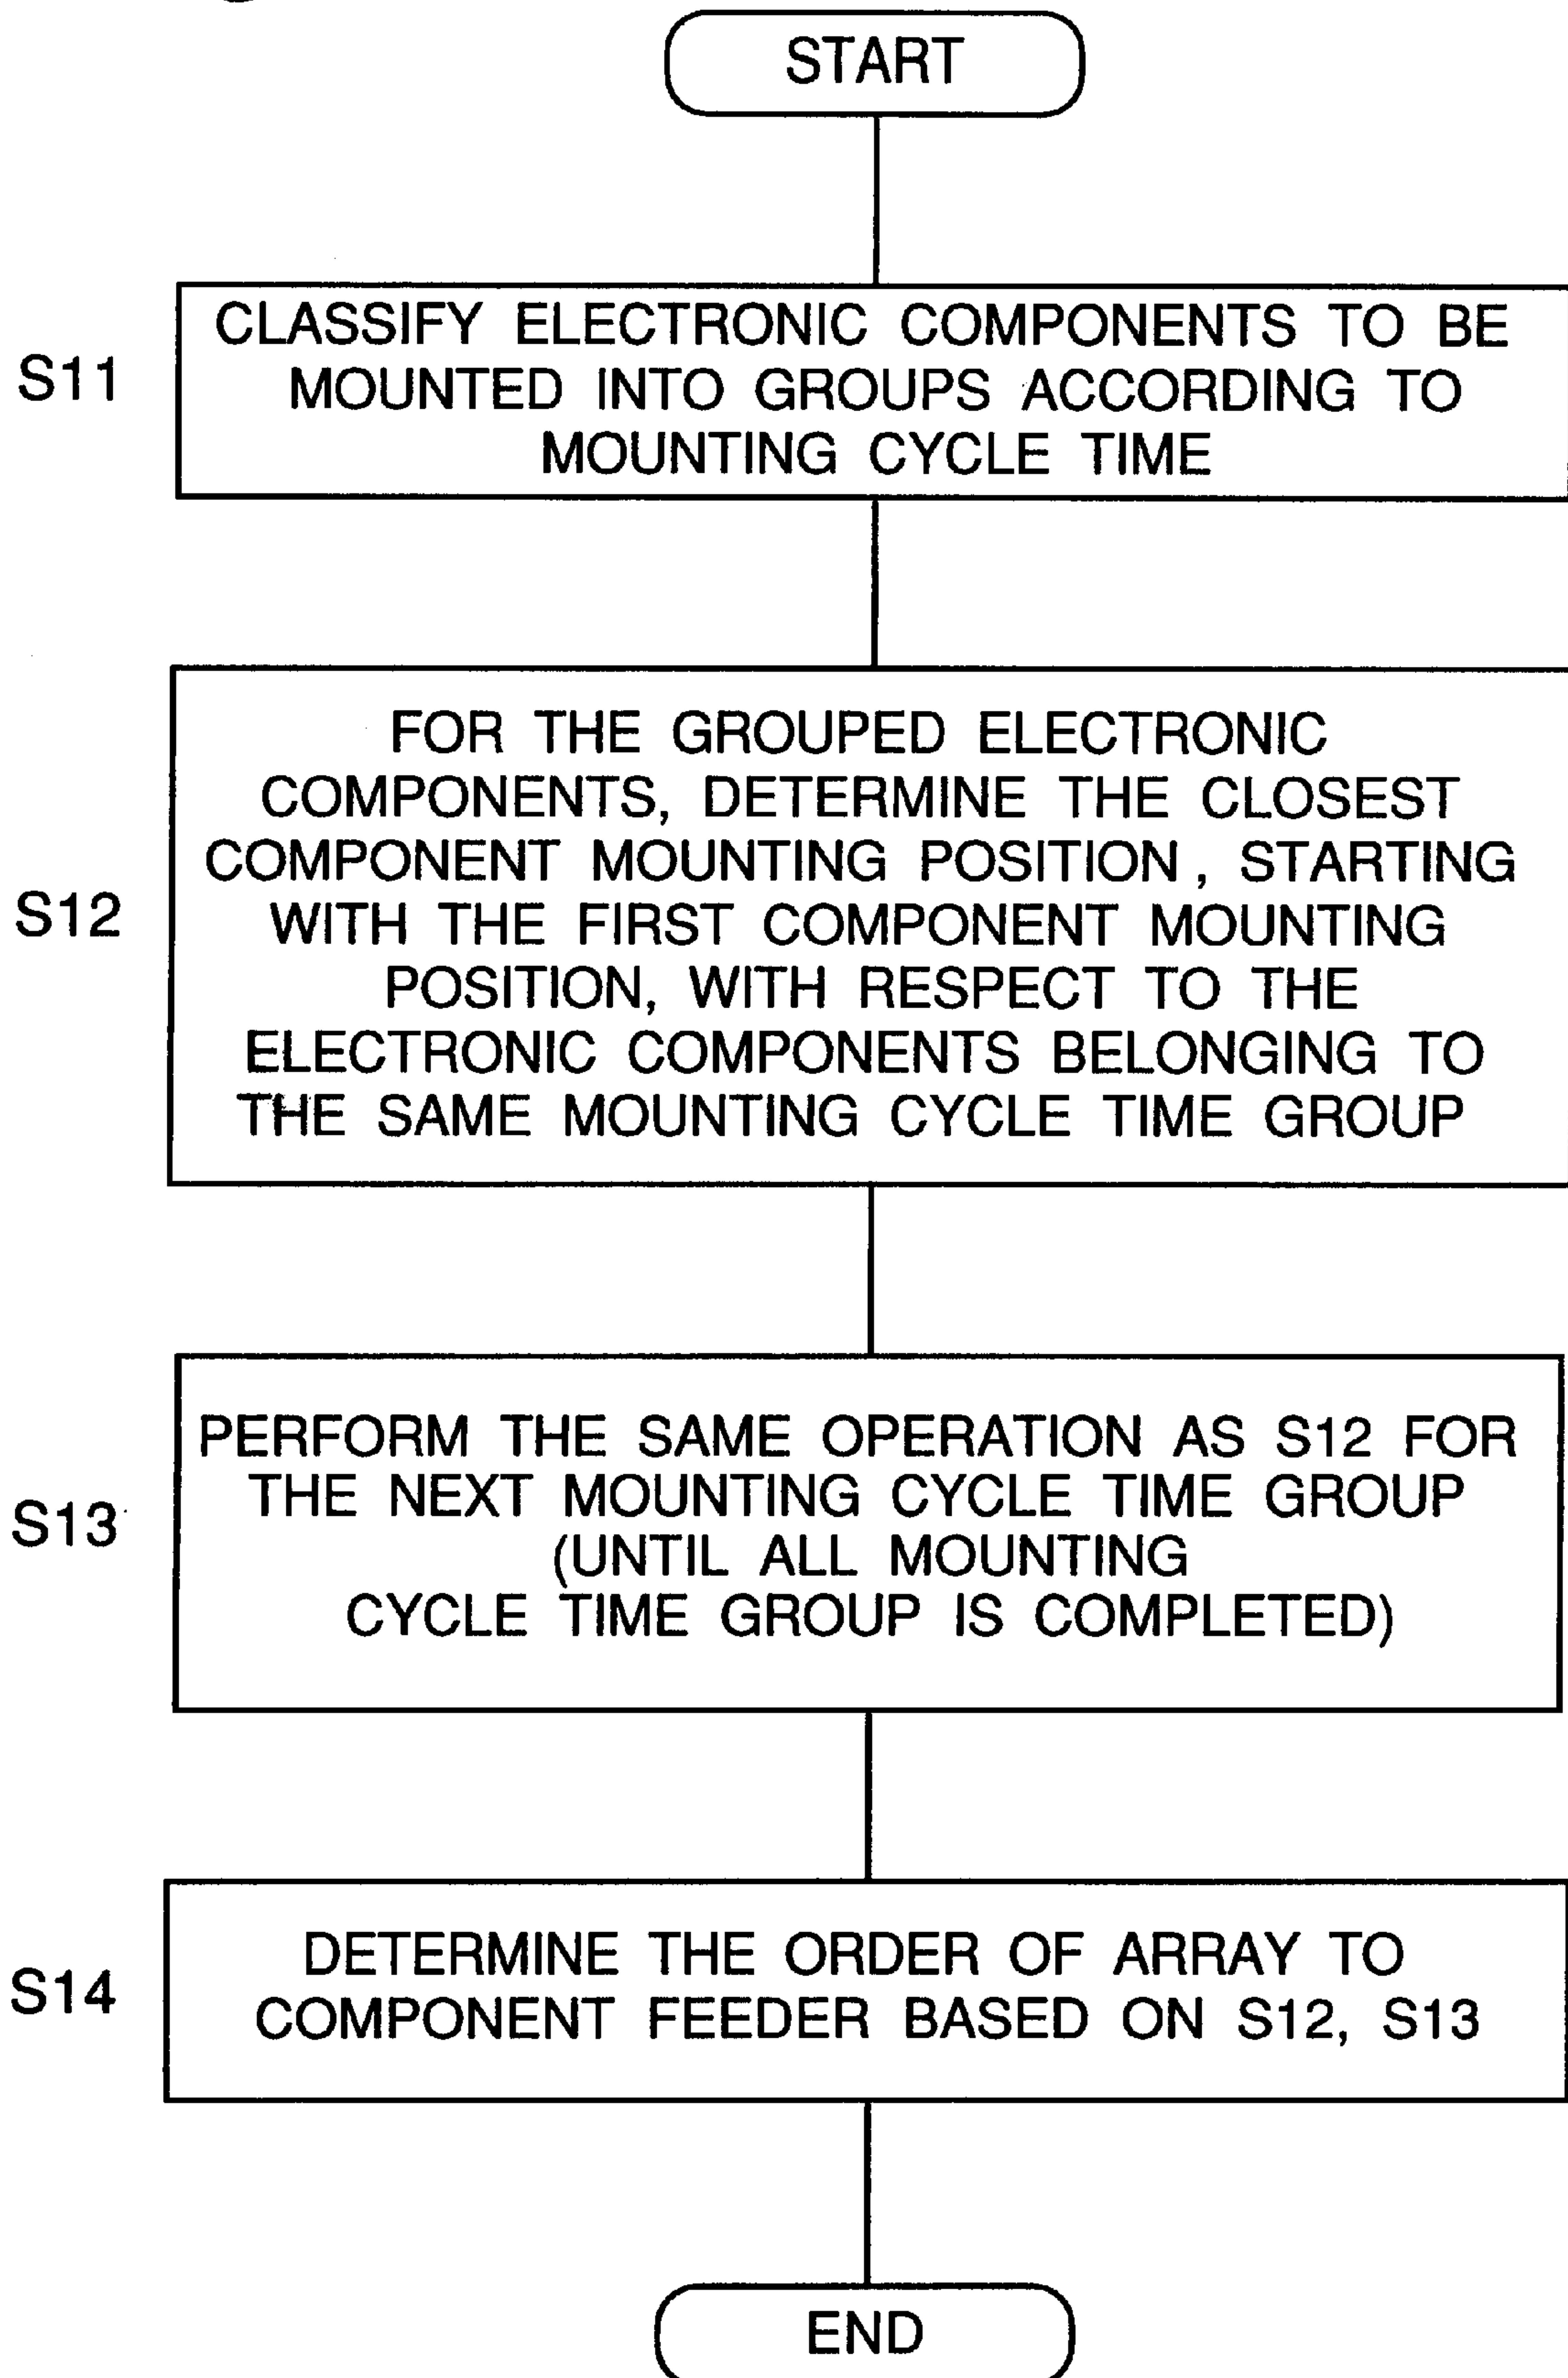 START
S11
CLASSIFY ELECTRONIC COMPONENTS TO BE
MOUNTED INTO GROUPS ACCORDING TO
MOUNTING CYCLE TIME
S12
FOR THE GROUPED ELECTRONIC
COMPONENTS, DETERMINE THE CLOSEST
COMPONENT MOUNTING POSITION, STARTING
WITH THE FIRST COMPONENT MOUNTING
POSITION, WITH RESPECT TO THE
ELECTRONIC COMPONENTS BELONGING TO
THE SAME MOUNTING CYCLE TIME GROUP
S13
PERFORM THE SAME OPERATION AS S12 FOR
THE NEXT MOUNTING CYCLE TIME GROUP
(UNTIL ALL MOUNTING
CYCLE TIME GROUP IS COMPLETED)
S14
DETERMINE THE ORDER OF ARRAY TO
COMPONENT FEEDER BASED ON S12, S13
END